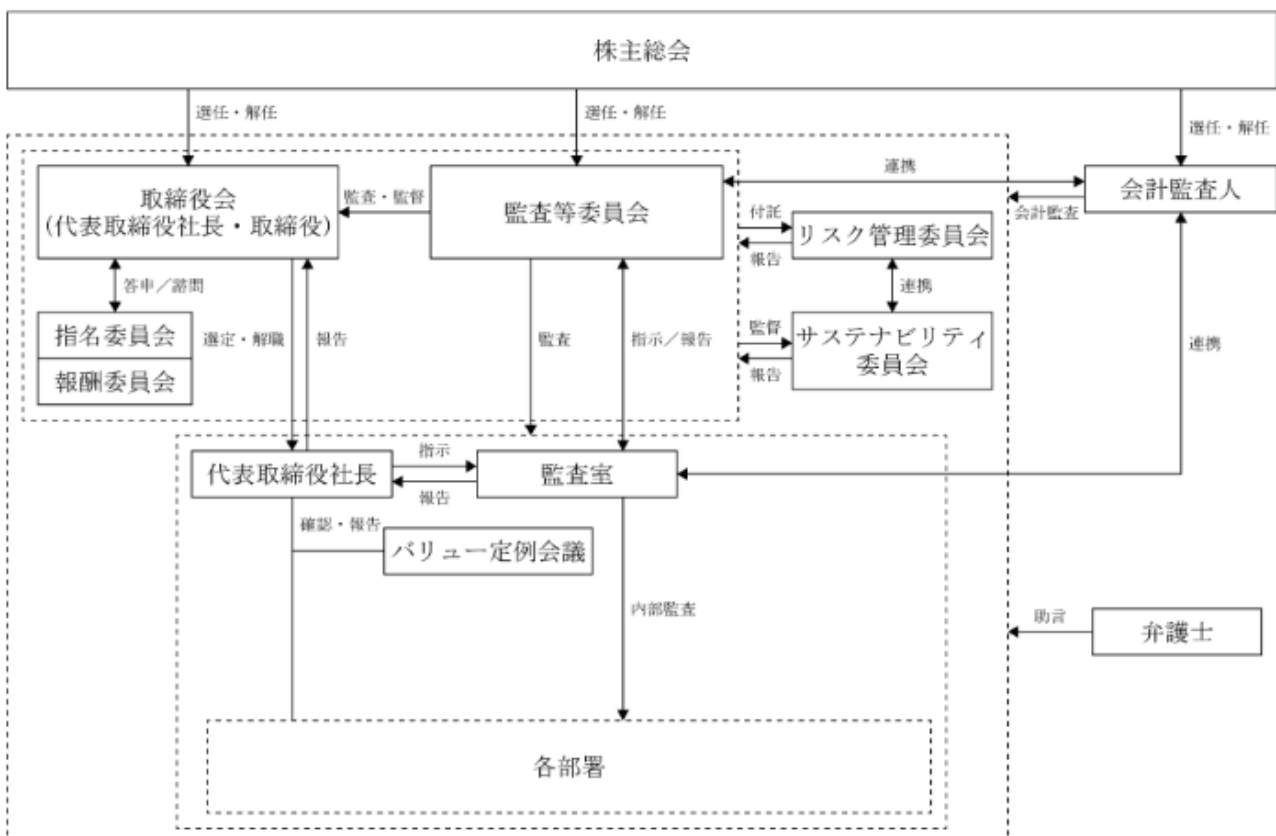 株主総会
選任・解任
選任・解任
選任・解任
取締役会
(代表取締役社長・取締役)
監査・監督
監査等委員会
連携
会計監査人
会計監査
付託
報告
リスク管理委員会
連携
答申／諮問
指名委員会
報酬委員会
選定・解職
報告
監査
指示／報告
監督
報告
サステナビリティ
委員会
連携
代表取締役社長
指示
報告
監査室
確認・報告
バリュー定例会議
内部監査
助言
弁護士
各部署